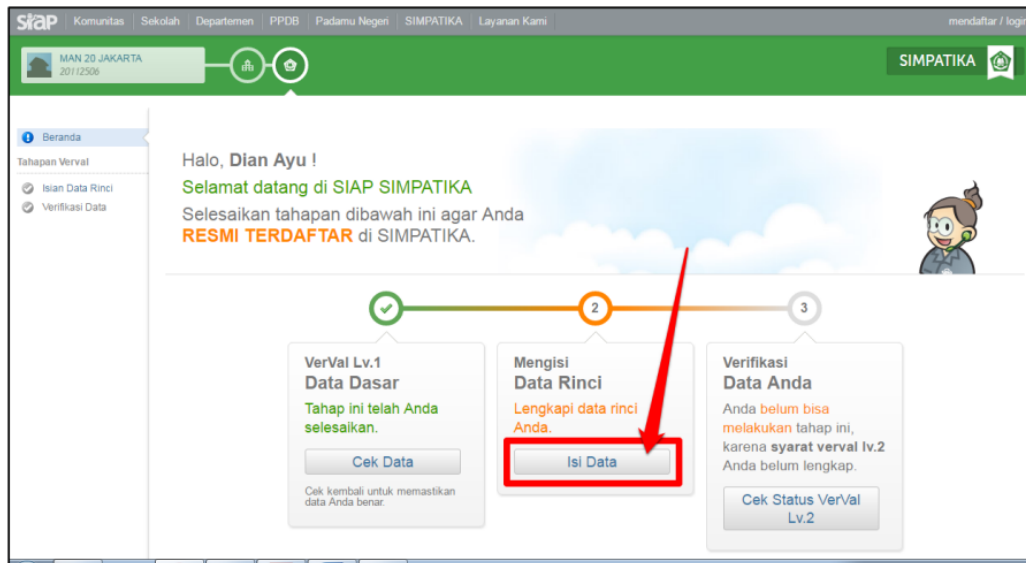 siap Komunitas Sekolah Departemen PPDB Padamu Negeri SIMPATIKA Layanan Kami mendaftar / login
MAN 20 JAKARTA
20112506
SIMPATIKA
Beranda
Tahapan Verval
Isian Data Rinci
Verifikasi Data
Halo, Dian Ayu !
Selamat datang di SIAP SIMPATIKA
Selesaikan tahapan dibawah ini agar Anda
RESMI TERDAFTAR di SIMPATIKA.
2
3
VerVal Lv.1
Data Dasar
Tahap ini telah Anda
selesaikan.
Cek Data
Cek kembali untuk memastikan
data Anda benar.
Mengisi
Data Rinci
Lengkapi data rinci
Anda.
Isi Data
Verifikasi
Data Anda
Anda belum bisa
melakukan tahap ini,
karena syarat verval lv.2
Anda belum lengkap.
Cek Status VerVal
Lv.2